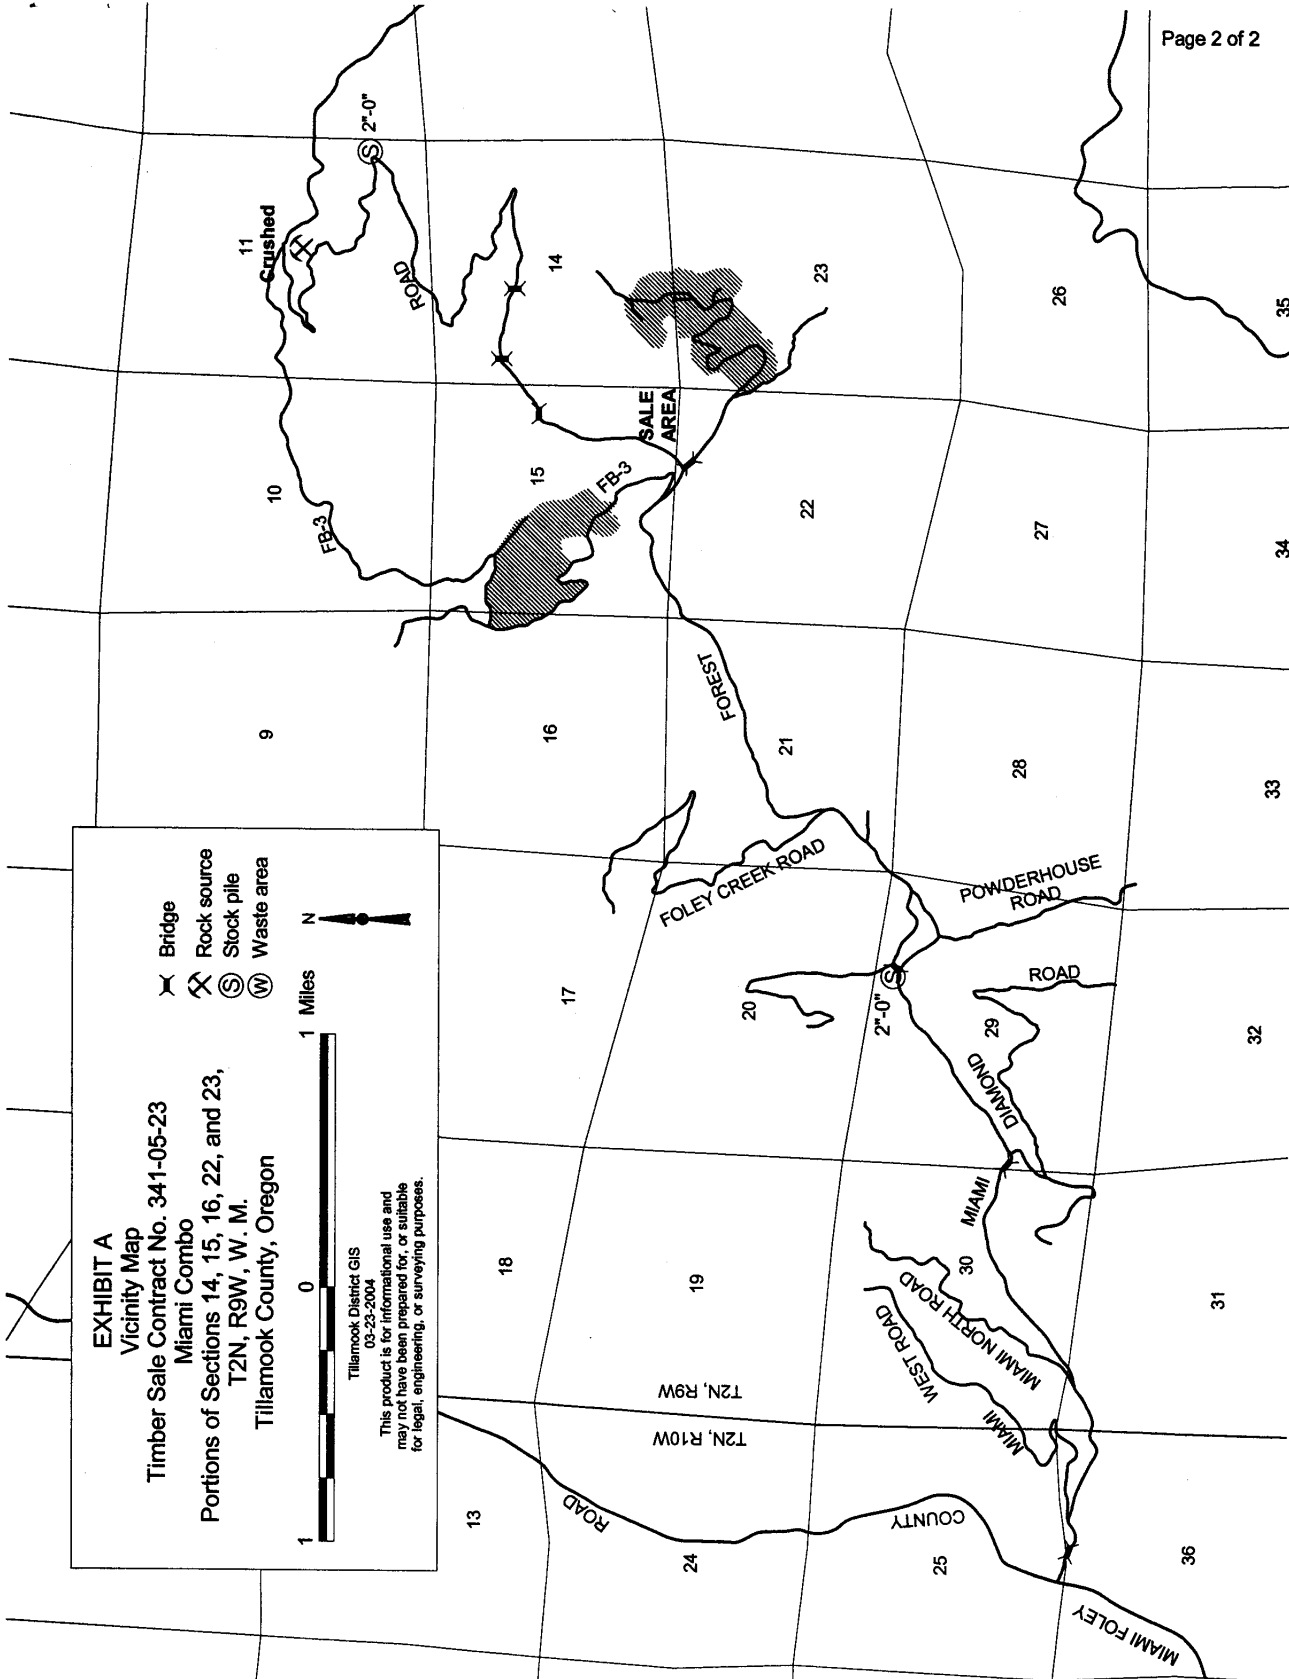 Page 2 of 2
EXHIBIT A
Vicinity Map
Timber Sale Contract No. 341-05-23
Miami Combo
Portions of Sections 14, 15, 16, 22, and 23,
T2N, R9W, W. M.
Tillamook County, Oregon
Bridge
Rock source
S Stock pile
W Waste area
1 0 1 Miles
N
Tillamook District GIS
03-23-2004
This product is for informational use and
may not have been prepared for, or suitable
for legal, engineering, or surveying purposes.
9
10
11
Crushed
S 2"-0"
FB-3
ROAD
13
18
17
16
15
14
FB-3
SALE
AREA
ROAD
T2N, R10W
T2N, R9W
24
19
20
21
22
23
FOREST
FOLEY CREEK ROAD
COUNTY
25
30
29
28
27
26
MIAMI
WEST ROAD
MIAMI NORTH ROAD
MIAMI
DIAMOND
ROAD
S
2"-0"
POWDERHOUSE
ROAD
MIAMI FOLEY
36
31
32
33
34
35